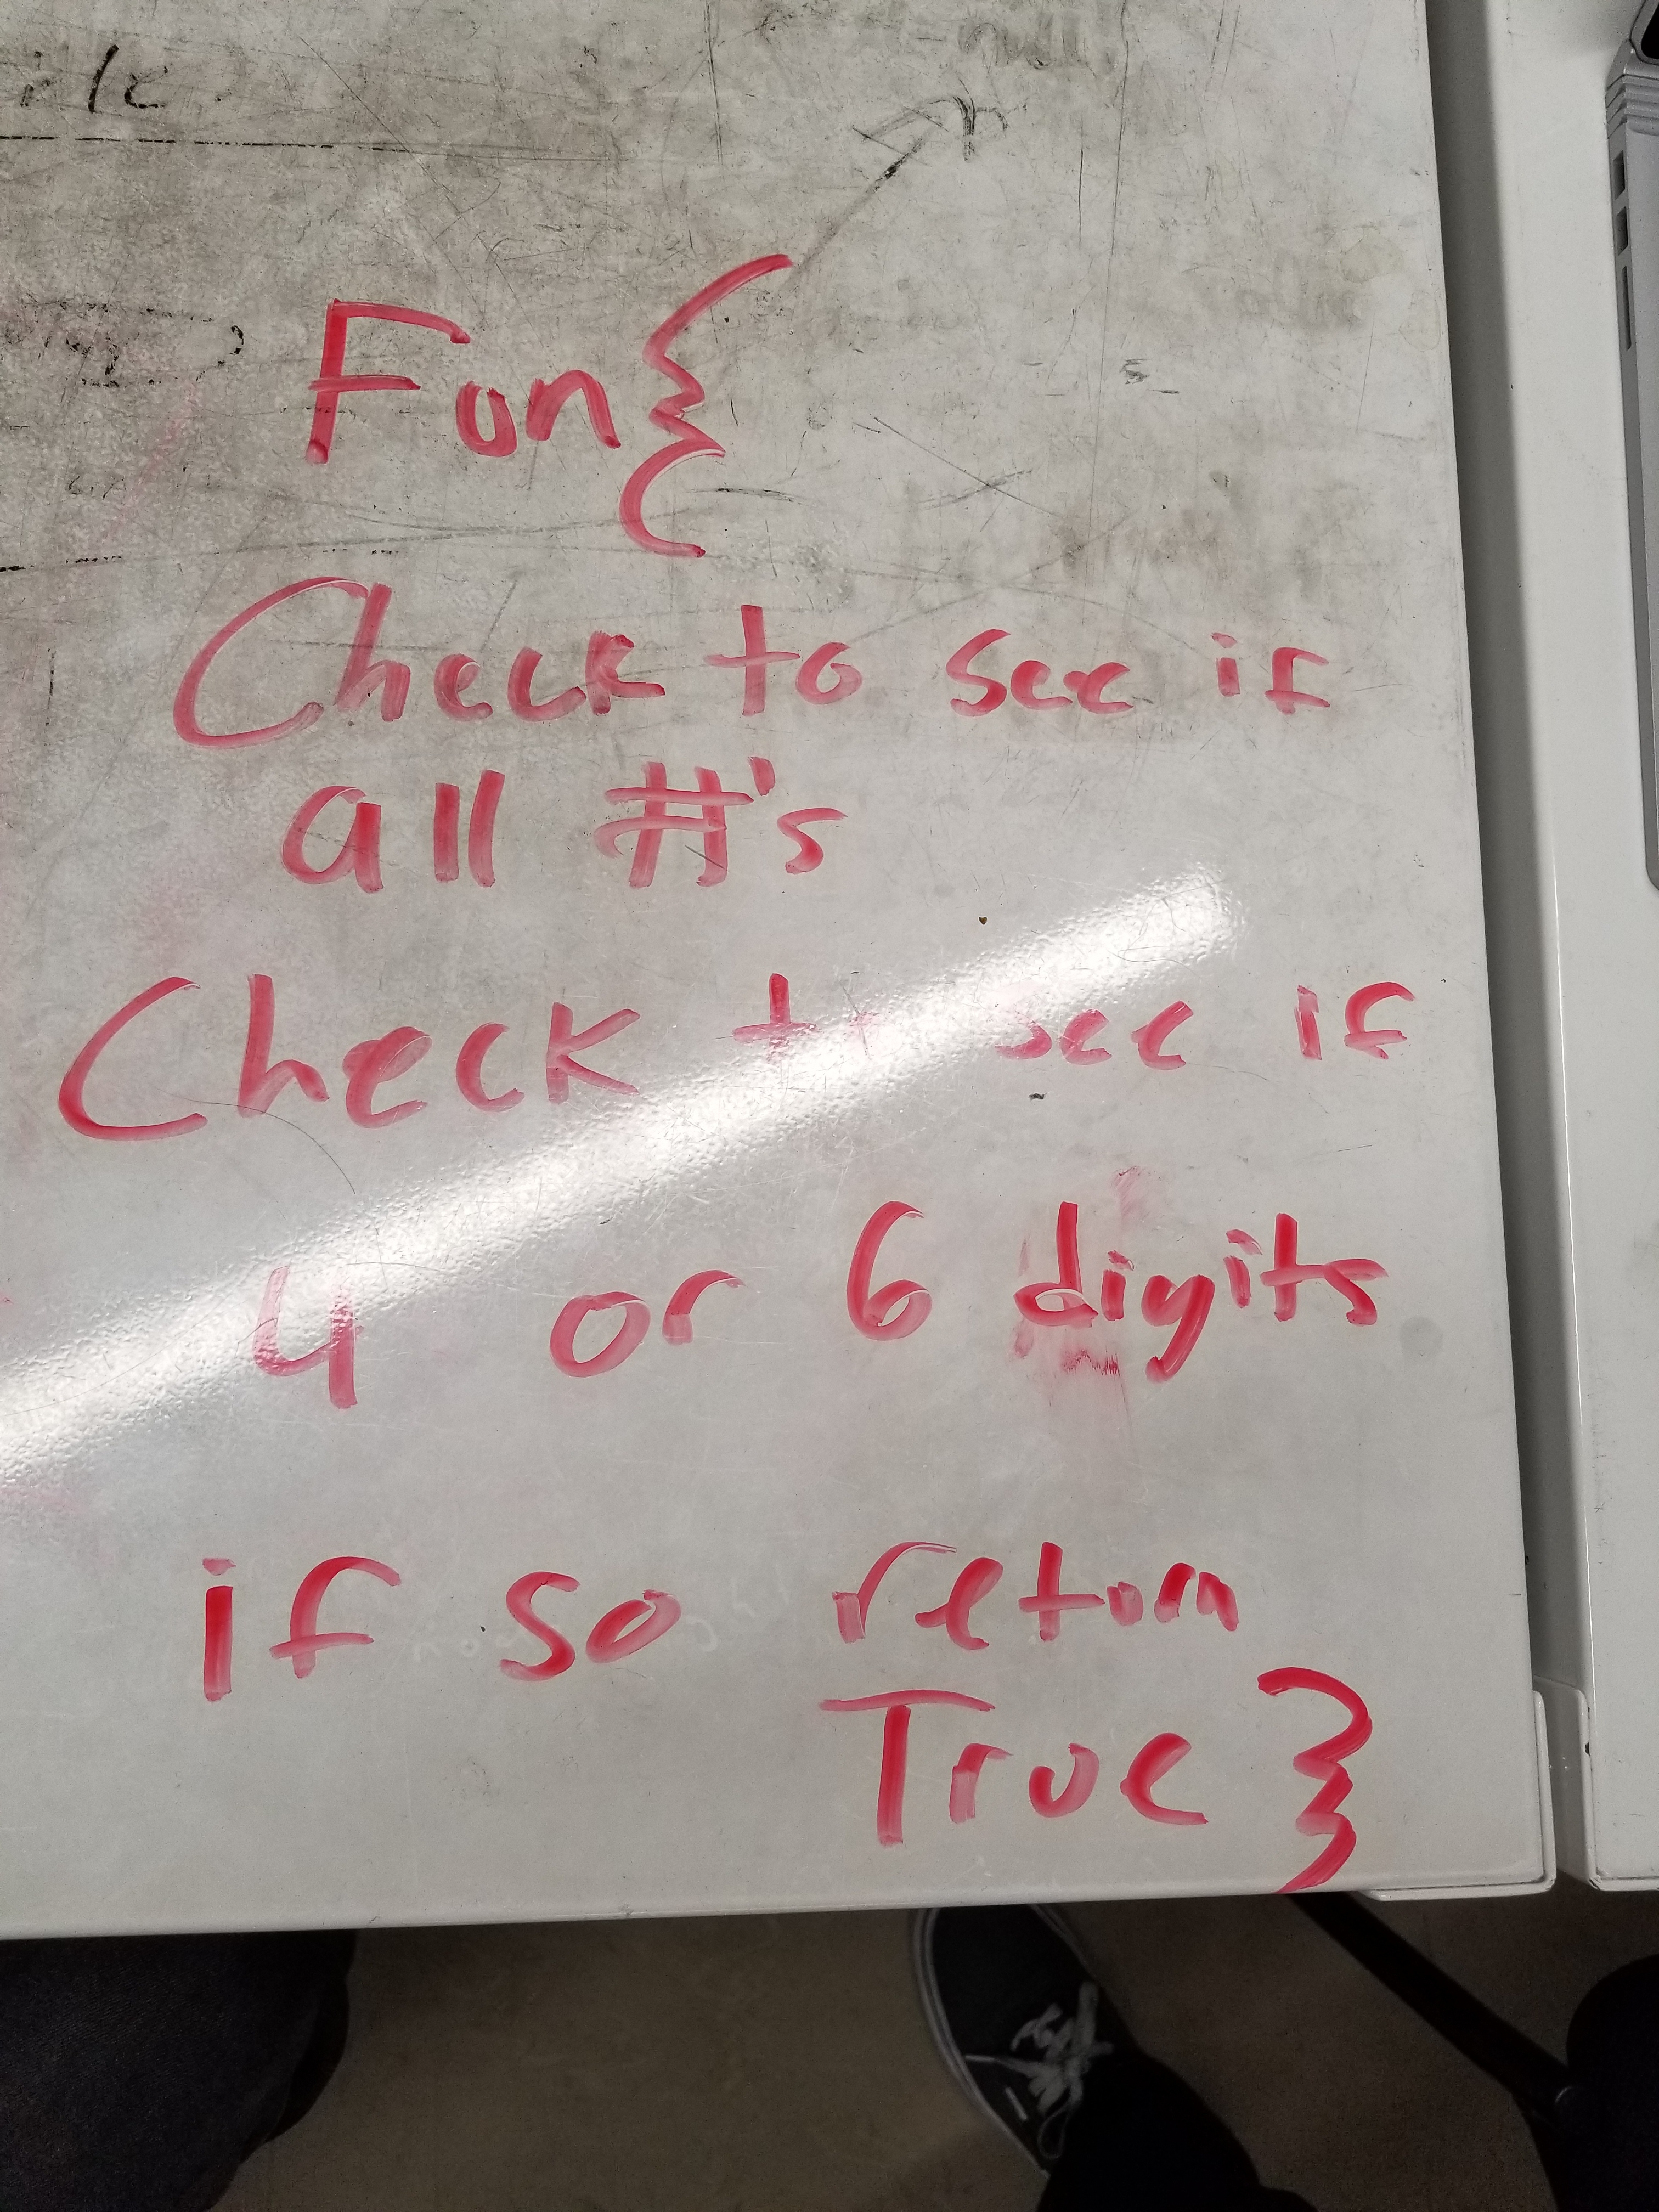 Fun{
Check to see if
all #'s
Check to see if
4 or 6 digits
if so return
True }